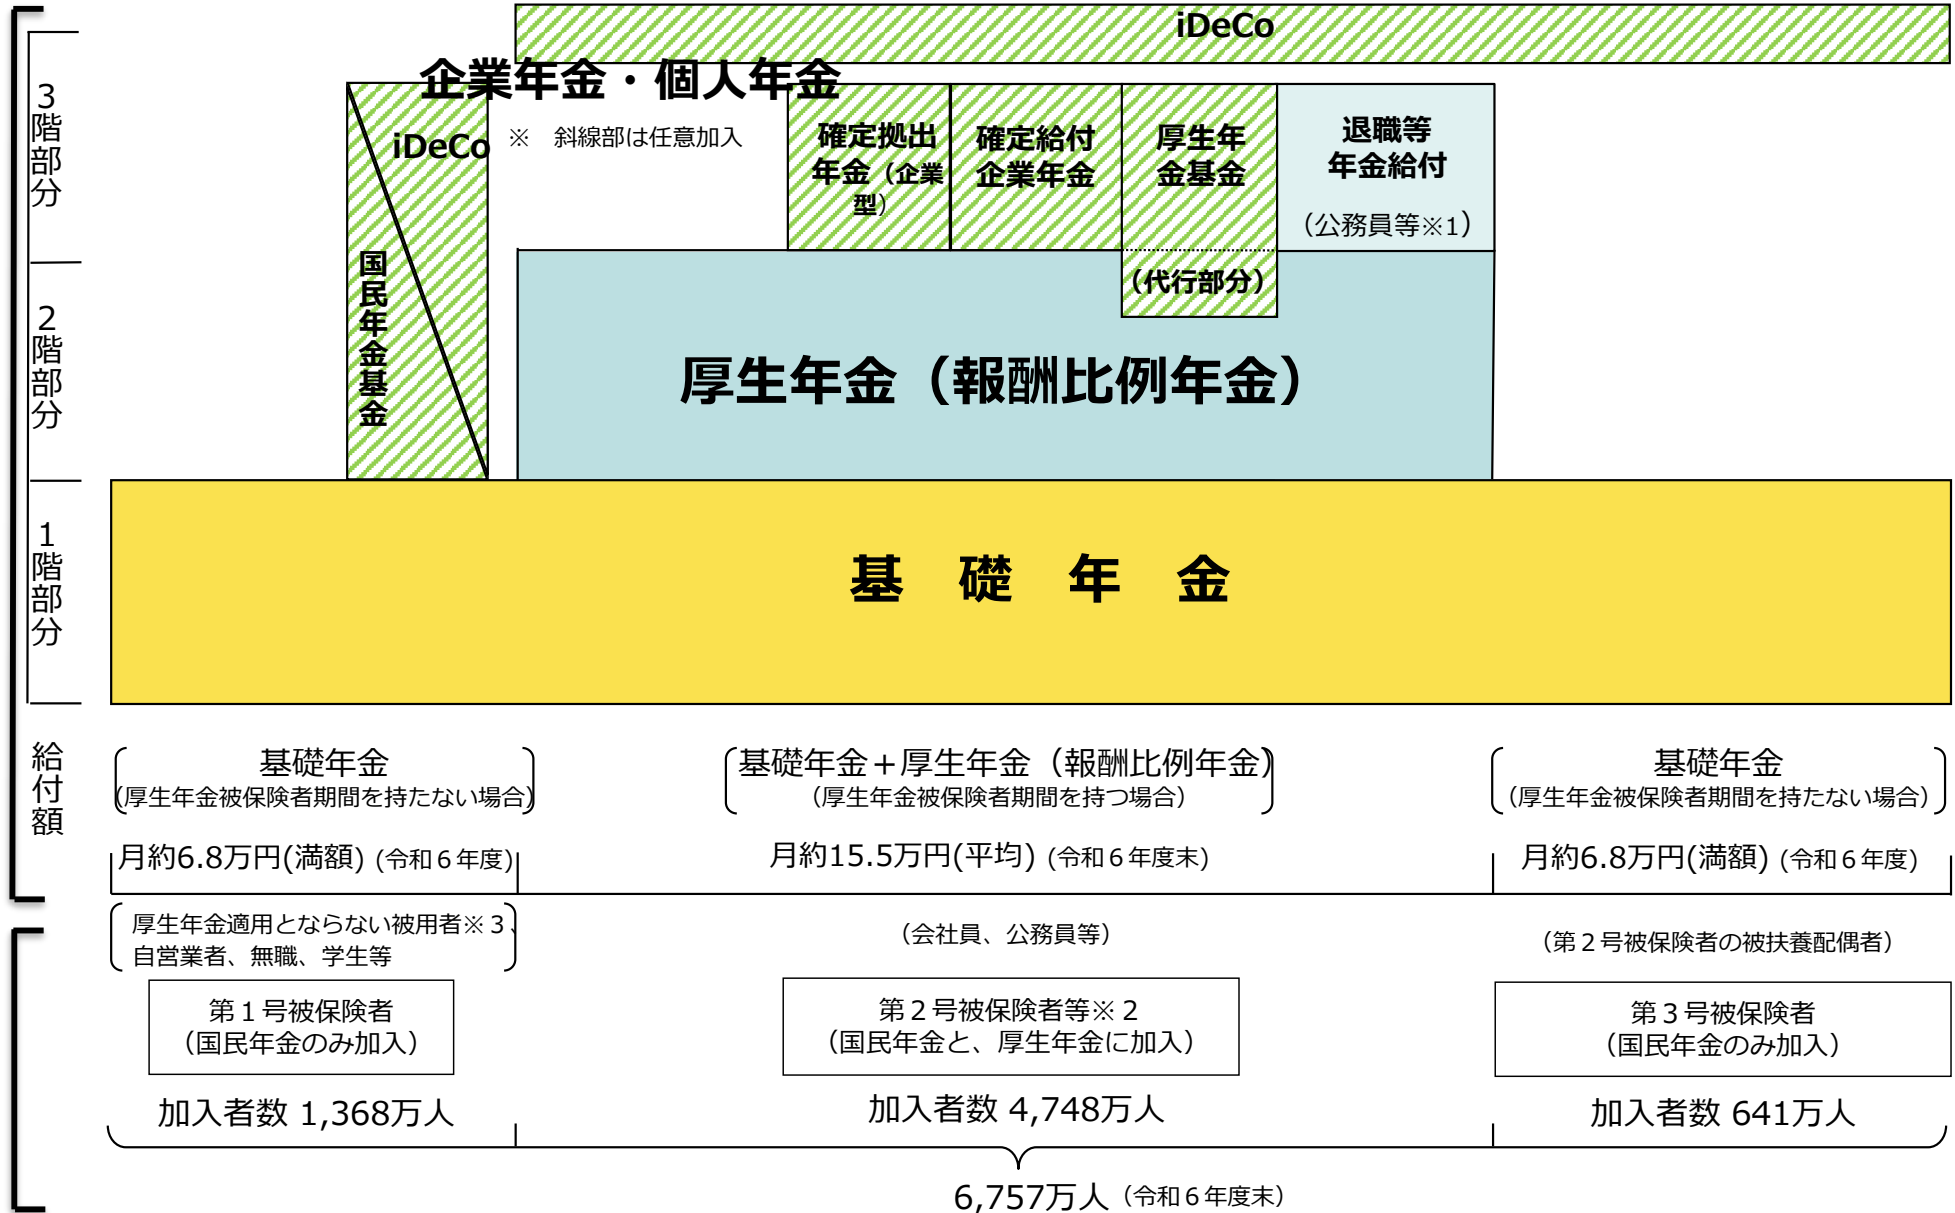 iDeCo
企業年金・個人年金
※　斜線部は任意加入
3階部分
iDeCo
国民年金基金
確定拠出
年金（企業
型）
確定給付
企業年金
厚生年
金基金
（代行部分）
退職等
年金給付
（公務員等※1）
2階部分
厚生年金（報酬比例年金）
1階部分
基　礎　年　金
給付額
基礎年金
（厚生年金被保険者期間を持たない場合）
月約6.8万円(満額) (令和６年度)
基礎年金＋厚生年金（報酬比例年金）
（厚生年金被保険者期間を持つ場合）
月約15.5万円(平均) (令和６年度末)
基礎年金
（厚生年金被保険者期間を持たない場合）
月約6.8万円(満額) (令和６年度)
厚生年金適用とならない被用者※３、
自営業者、無職、学生等
第１号被保険者
（国民年金のみ加入）
加入者数 1,368万人
（会社員、公務員等）
第２号被保険者等※２
（国民年金と、厚生年金に加入）
加入者数 4,748万人
（第２号被保険者の被扶養配偶者）
第３号被保険者
（国民年金のみ加入）
加入者数 641万人
6,757万人（令和６年度末）